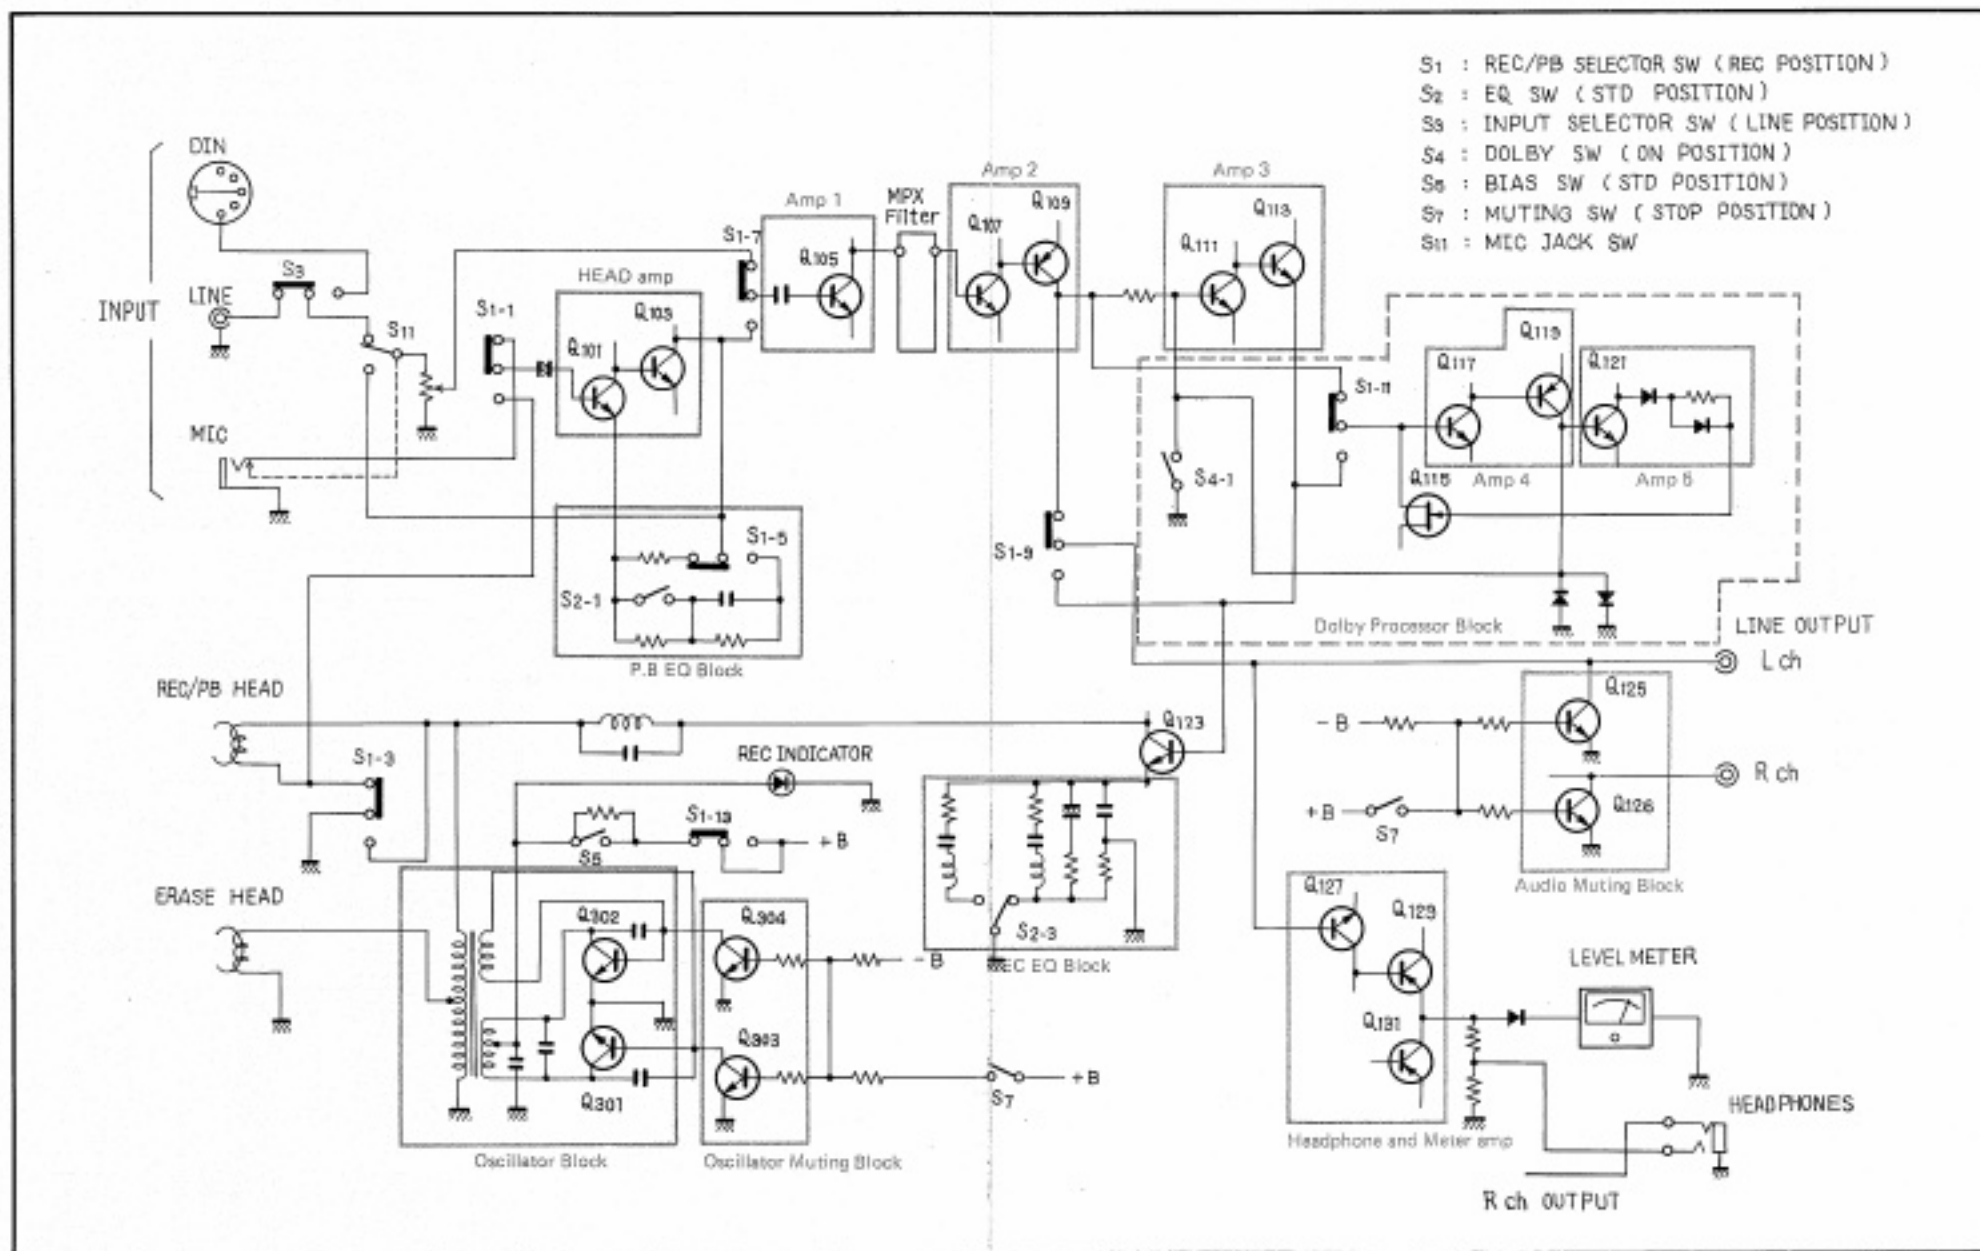 S1 : REC/PB SELECTOR SW ( REC POSITION )
S2 : EQ SW ( STD POSITION )
S3 : INPUT SELECTOR SW ( LINE POSITION )
S4 : DOLBY SW ( ON POSITION )
S5 : BIAS SW ( STD POSITION )
S7 : MUTING SW ( STOP POSITION )
S11 : MIC JACK SW
DIN
INPUT
LINE
S3
S11
MIC
S1-1
HEAD amp
Q101
Q103
S1-7
Amp 1
Q105
MPX
Filter
Amp 2
Q107
Q109
Amp 3
Q111
Q113
S1-11
Q117
Q119
Q121
Amp 4
Amp 5
Q115
S4-1
S1-9
Dolby Processor Block
S1-5
S2-1
P.B EQ Block
LINE OUTPUT
L ch
R ch
REC/PB HEAD
S1-3
REC INDICATOR
S1-13
S5
+B
Q123
-B
+B
S7
Q125
Q126
Audio Muting Block
ERASE HEAD
Q302
Q301
Oscillator Block
Q304
Q303
Oscillator Muting Block
-B
S7
+B
S2-3
EC EQ Block
Q127
Q129
Q131
Headphone and Meter amp
LEVEL METER
HEADPHONES
R ch OUTPUT